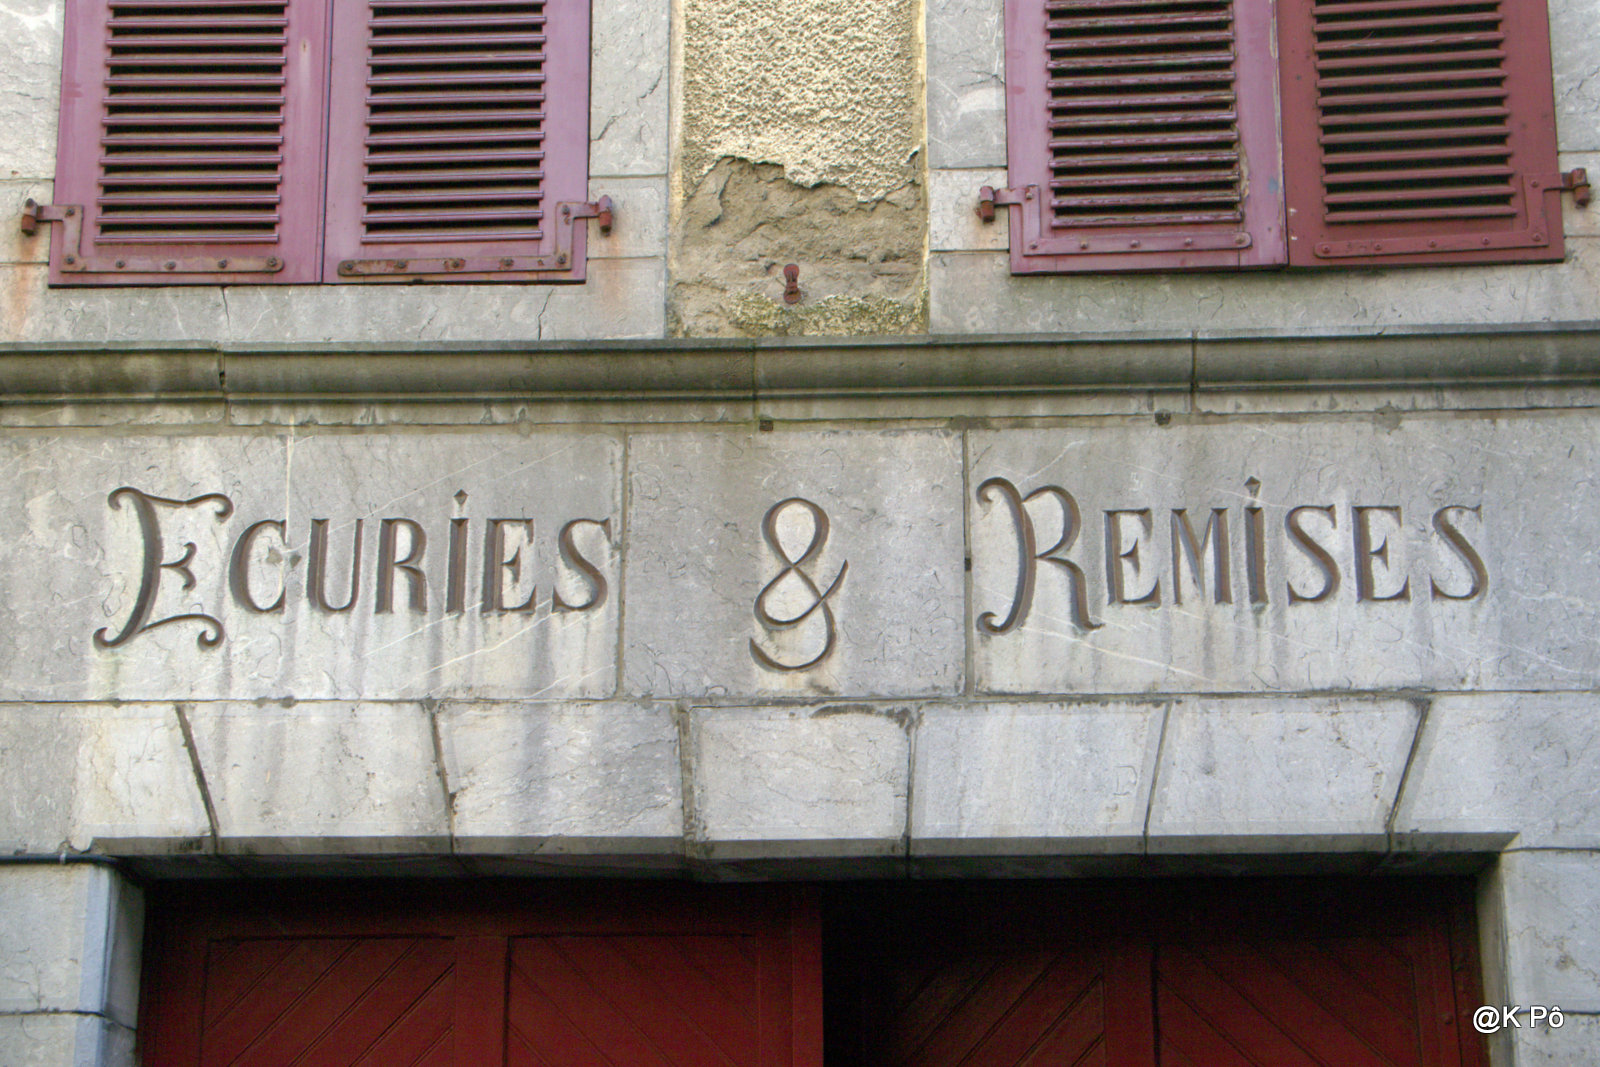 ECURIES & REMISES
@K Pô